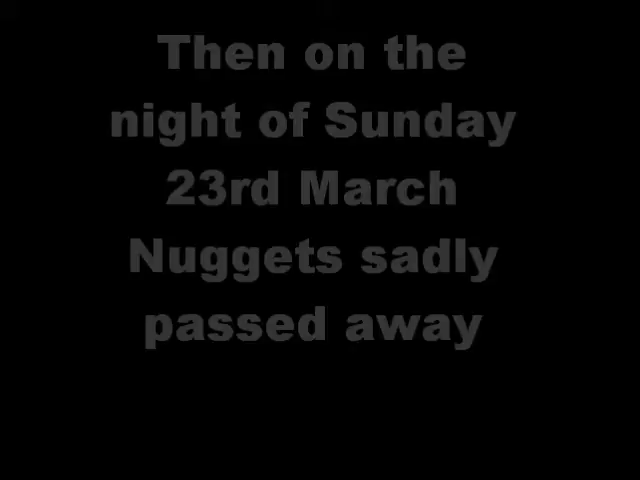 Then on the
night of Sunday
23rd March
Nuggets sadly
passed away